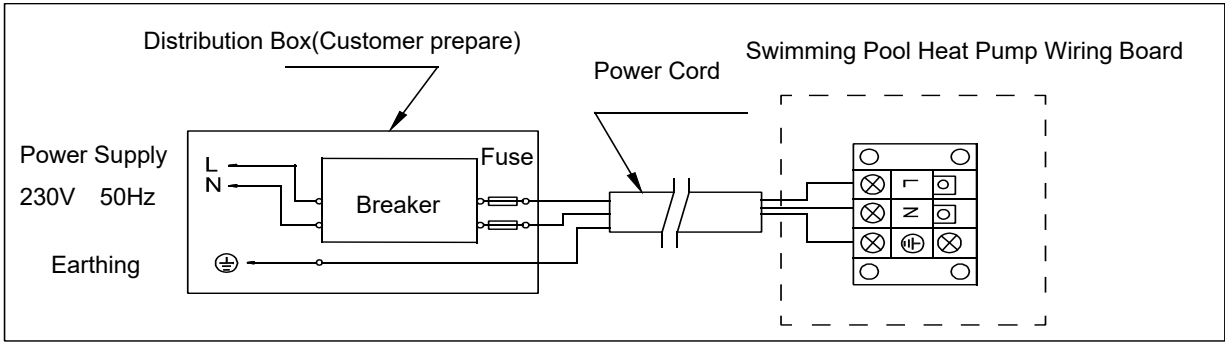 Distribution Box(Customer prepare)
Swimming Pool Heat Pump Wiring Board
Power Cord
Power Supply
230V 50Hz
L
N
Fuse
Breaker
Earthing
L
N